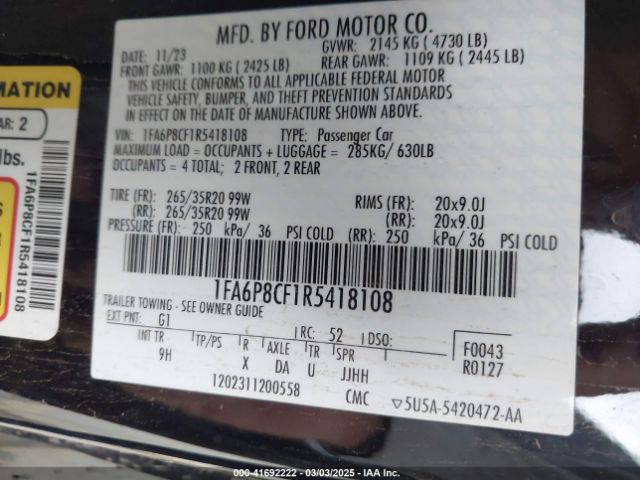 MFD. BY FORD MOTOR CO.
DATE: 11/23 GVWR: 2145 KG ( 4730 LB)
FRONT GAWR: 1100 KG ( 2425 LB) REAR GAWR: 1109 KG ( 2445 LB)
THIS VEHICLE CONFORMS TO ALL APPLICABLE FEDERAL MOTOR
VEHICLE SAFETY, BUMPER, AND THEFT PREVENTION STANDARDS
IN EFFECT ON THE DATE OF MANUFACTURE SHOWN ABOVE.
VIN: 1FA6P8CF1R5418108 TYPE: Passenger Car
MAXIMUM LOAD = OCCUPANTS + LUGGAGE = 285KG/ 630LB
OCCUPANTS = 4 TOTAL; 2 FRONT, 2 REAR
TIRE (FR): 265/35R20 99W RIMS (FR): 20x9.0J
(RR): 265/35R20 99W (RR): 20x9.0J
PRESSURE (FR): 250 kPa/ 36 PSI COLD (RR): 250 kPa/ 36 PSI COLD
1FA6P8CF1R5418108
TRAILER TOWING - SEE OWNER GUIDE
EXT PNT: G1 RC: 52 DSO: F0043
INT TR TP/PS R AXLE TR SPR R0127
9H X DA U JJHH
1202311200558 CMC ▽5U5A-5420472-AA
MATION
AR: 2
lbs.
1FA6P8CF1R5418108
000-41692222 | 03/03/2025 | IAAI